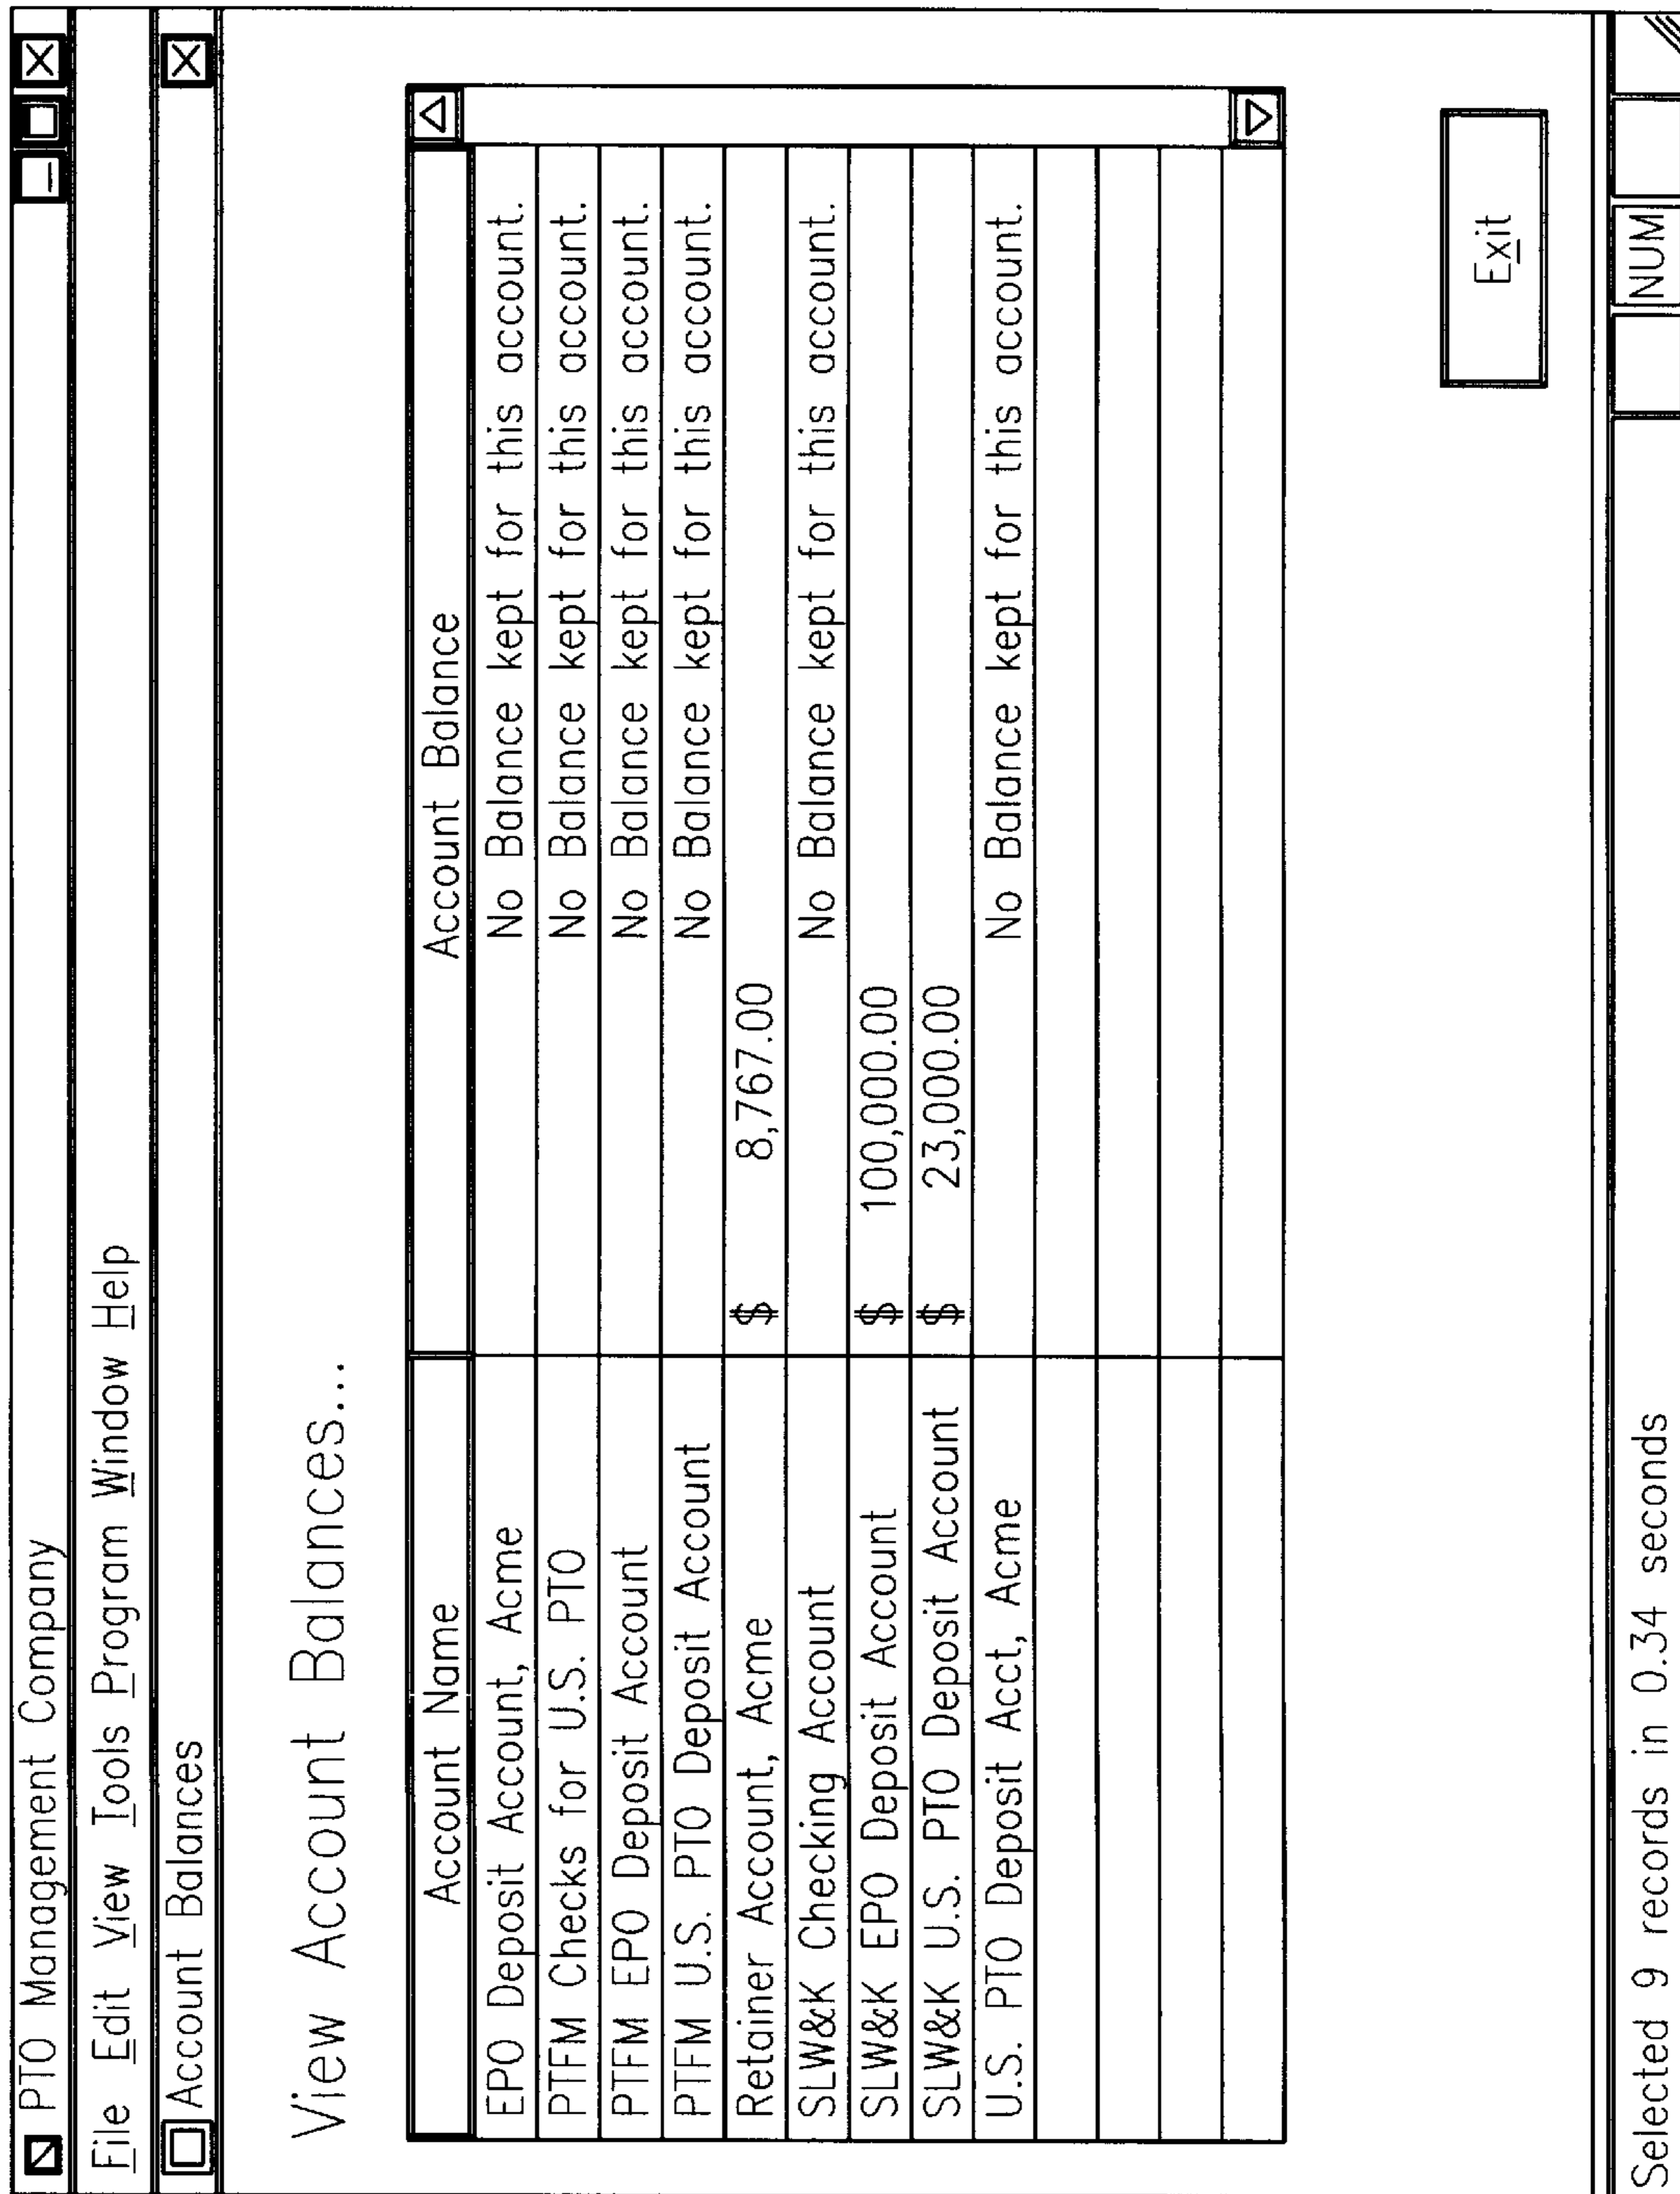 PTO Management Company
File Edit View Tools Program Window Help
Account Balances
View Account Balances...
Account Name Account Balance
EPO Deposit Account, Acme No Balance kept for this account.
PTFM Checks for U.S. PTO No Balance kept for this account.
PTFM EPO Deposit Account No Balance kept for this account.
PTFM U.S. PTO Deposit Account No Balance kept for this account.
Retainer Account, Acme $ 8,767.00
SLW&K Checking Account No Balance kept for this account.
SLW&K EPO Deposit Account $ 100,000.00
SLW&K U.S. PTO Deposit Account $ 23,000.00
U.S. PTO Deposit Acct, Acme No Balance kept for this account.
Exit
Selected 9 records in 0.34 seconds NUM